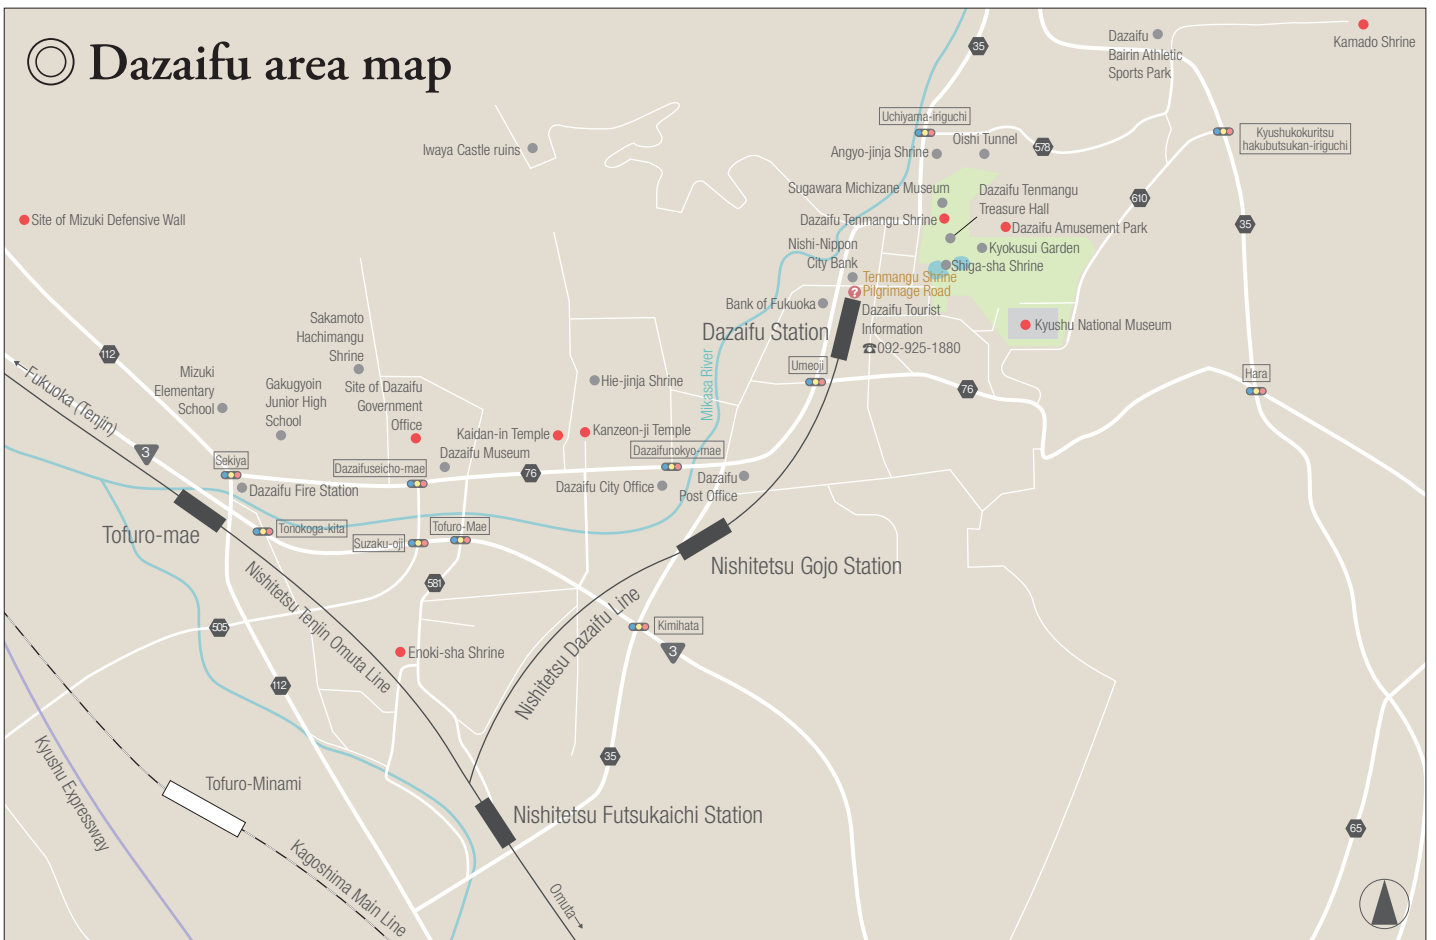 Dazaifu area map
Kamado Shrine
Dazaifu
Bairin Athletic
Sports Park
35
Uchiyama-iriguchi
Kyushukokuritsu
hakubutsukan-iriguchi
Oishi Tunnel
578
Angyo-jinja Shrine
Iwaya Castle ruins
Sugawara Michizane Museum
Dazaifu Tenmangu
Treasure Hall
610
Site of Mizuki Defensive Wall
Dazaifu Tenmangu Shrine
Dazaifu Amusement Park
35
Nishi-Nippon
City Bank
Kyokusui Garden
Shiga-sha Shrine
Tenmangu Shrine
Pilgrimage Road
?
Bank of Fukuoka
Dazaifu Tourist
Information
☎092-925-1880
Dazaifu Station
Kyushu National Museum
Sakamoto
Hachimangu
Shrine
112
Mikasa River
Umeoji
76
Hara
Mizuki
Elementary
School
Gakugyoin
Junior High
School
Site of Dazaifu
Government
Office
Hie-jinja Shrine
←Fukuoka (Tenjin)
Kaidan-in Temple
Kanzeon-ji Temple
3
Sekiya
Dazaifuseicho-mae
Dazaifu Museum
Dazaifunokyo-mae
76
Dazaifu Fire Station
Dazaifu City Office
Dazaifu
Post Office
Tofuro-mae
Tonokoga-kita
Suzaku-oji
Tofuro-Mae
Nishitetsu Gojo Station
581
Nishitetsu Tenjin Omuta Line
Nishitetsu Dazaifu Line
505
Kimihata
3
Enoki-sha Shrine
112
35
Kyushu Expressway
Tofuro-Minami
Nishitetsu Futsukaichi Station
65
Kagoshima Main Line
Omuta→